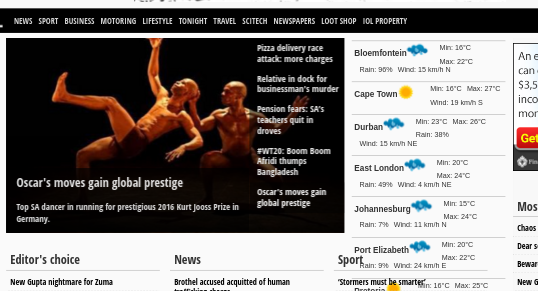 NEWS SPORT BUSINESS MOTORING LIFESTYLE TONIGHT TRAVEL SCITECH NEWSPAPERS LOOT SHOP IOL PROPERTY
Pizza delivery race
attack: more charges
Relative in dock for
businessman's murder
Pension fears: SA's
teachers quit in
droves
#WT20: Boom Boom
Afridi thumps
Bangladesh
Oscar's moves gain
global prestige
Oscar's moves gain global prestige
Top SA dancer in running for prestigious 2016 Kurt Jooss Prize in
Germany.
Bloemfontein Min: 16°C
Max: 22°C
Rain: 96% Wind: 15 km/h N
Cape Town Min: 16°C Max: 27°C
Wind: 19 km/h S
Durban Min: 23°C Max: 26°C
Rain: 38%
Wind: 15 km/h NE
East London Min: 20°C
Max: 24°C
Rain: 49% Wind: 4 km/h NE
Johannesburg Min: 15°C
Max: 24°C
Rain: 7% Wind: 11 km/h N
Port Elizabeth Min: 20°C
Max: 22°C
Rain: 9% Wind: 24 km/h E
Pretoria Min: 16°C Max: 25°C
An e
can
$3,5
inco
mor
Get
Fin
Mos
Chaos
Dear s
Bewar
New G
Editor's choice
New Gupta nightmare for Zuma
News
Brothel accused acquitted of human
trafficking charges
Sport
'Stormers must be smarter'